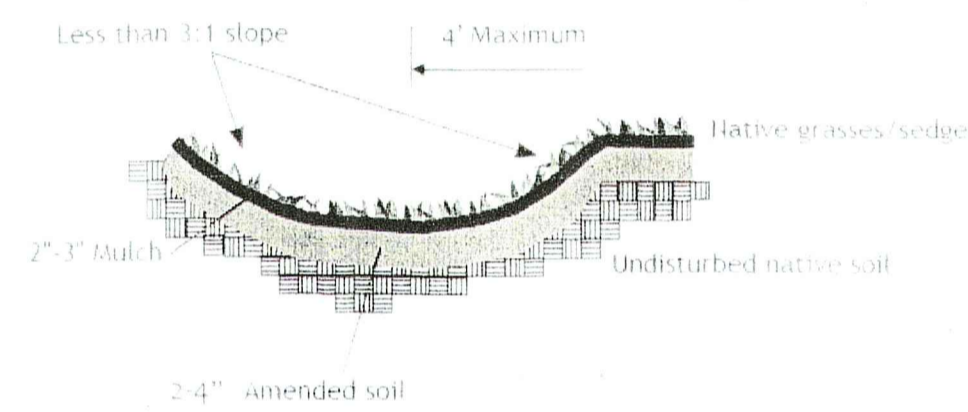 Less than 3:1 slope
4' Maximum
Native grasses/sedge
2"-3" Mulch
Undisturbed native soil
2-4" Amended soil